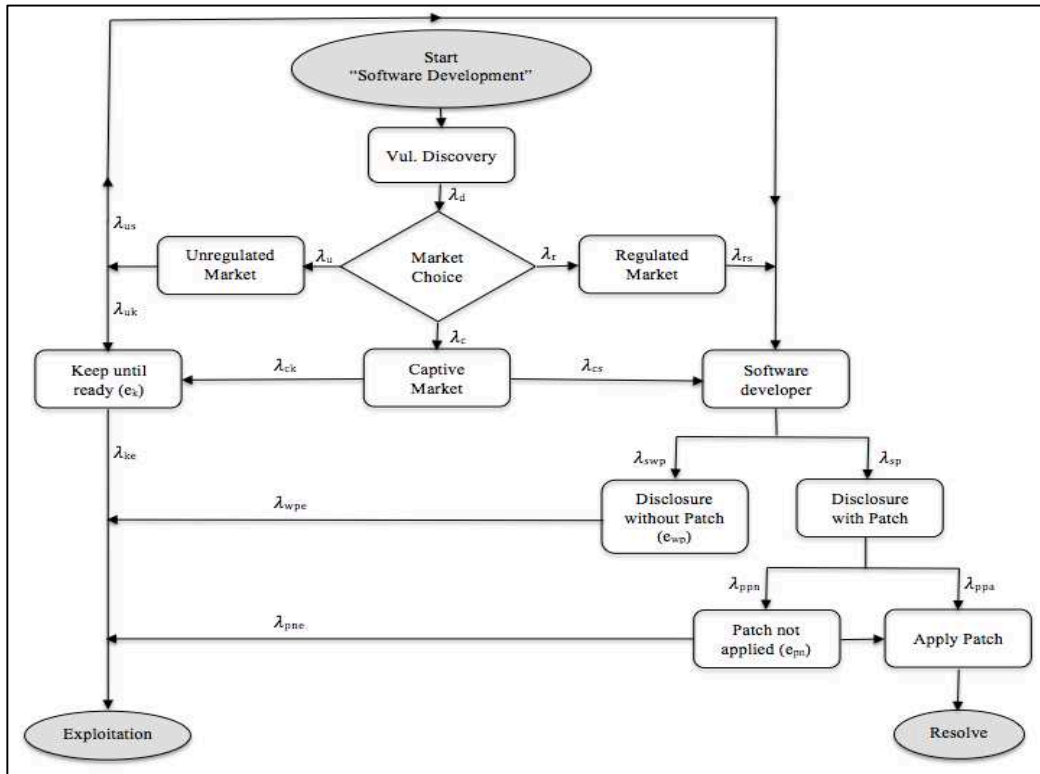 Start
“Software Development”
Vul. Discovery
λd
λus
Unregulated
Market
λu
Market
Choice
λr
Regulated
Market
λrs
λuk
λc
Keep until
ready (ek)
λck
Captive
Market
λcs
Software
developer
λke
λswp
λsp
λwpe
Disclosure
without Patch
(ewp)
Disclosure
with Patch
λppn
λppa
λpne
Patch not
applied (epn)
Apply Patch
Exploitation
Resolve